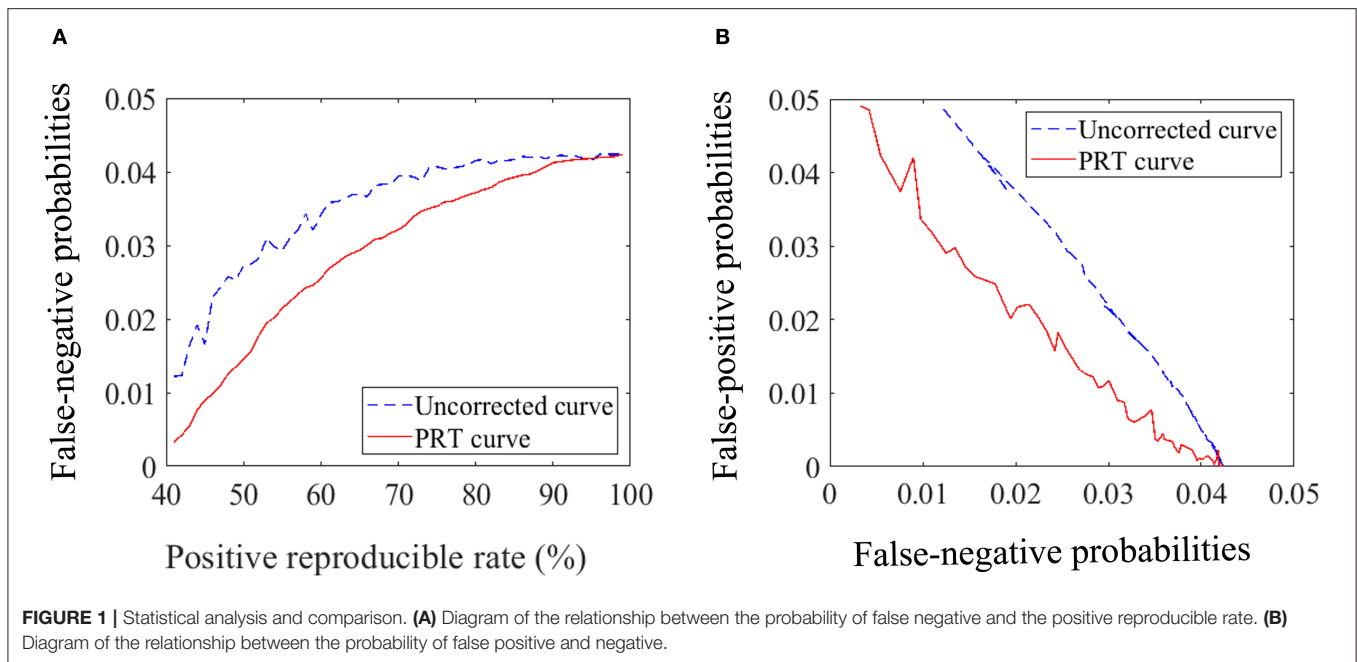 A
False-negative probabilities
0.05
0.04
0.03
0.02
0.01
0
40 50 60 70 80 90 100
Positive reproducible rate (%)
Uncorrected curve
PRT curve
B
False-positive probabilities
0.05
0.04
0.03
0.02
0.01
0
0 0.01 0.02 0.03 0.04 0.05
False-negative probabilities
Uncorrected curve
PRT curve
FIGURE 1 | Statistical analysis and comparison. (A) Diagram of the relationship between the probability of false negative and the positive reproducible rate. (B)
Diagram of the relationship between the probability of false positive and negative.